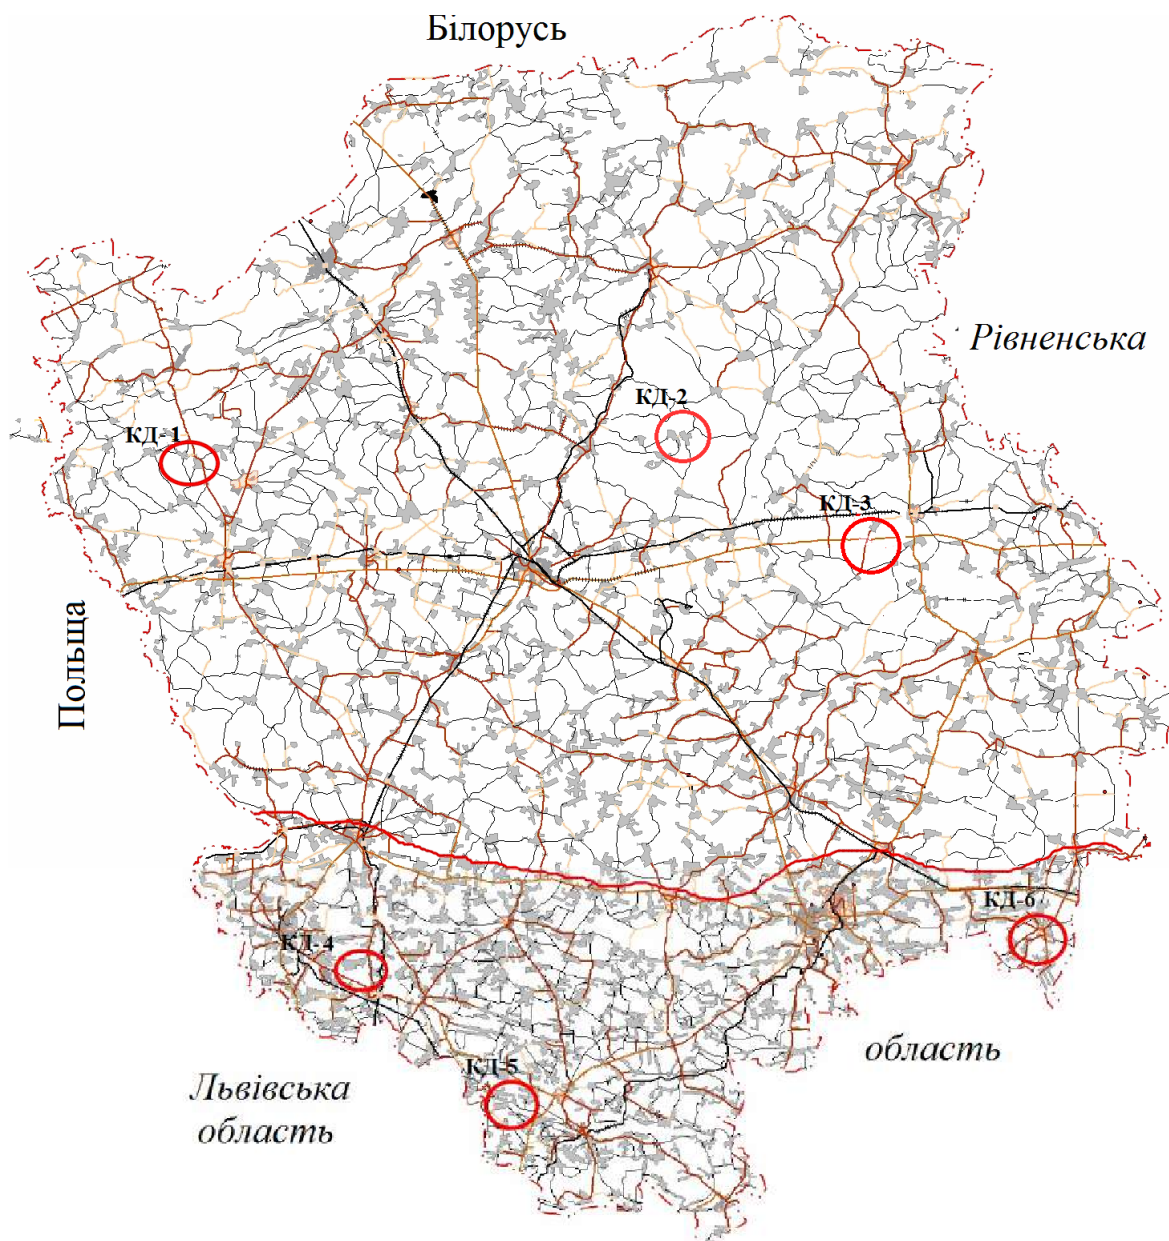 Білорусь
Рівненська
КД-2
КД-1
КД-3
Польща
КД-6
КД-4
область
КД-5
Львівська
область